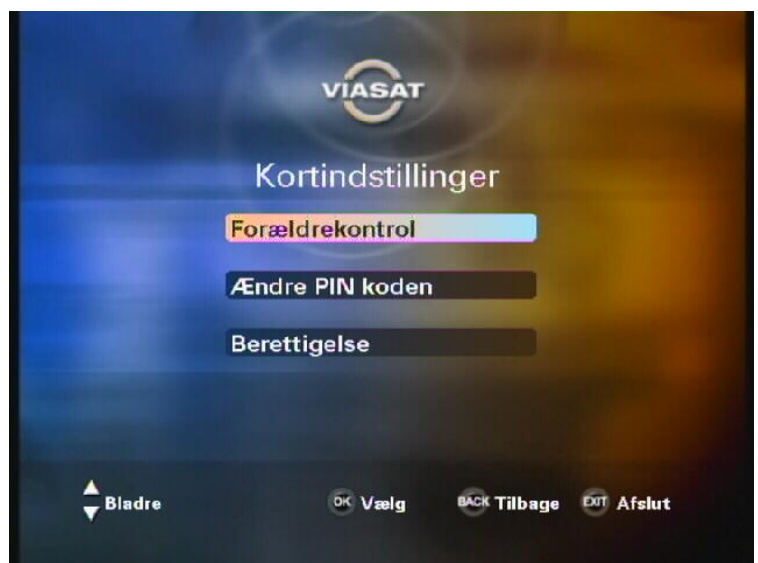 VIASAT
Kortindstillinger
Forældrekontrol
Ændre PIN koden
Berettigelse
Bladre OK Vælg BACK Tilbage EXIT Afslut